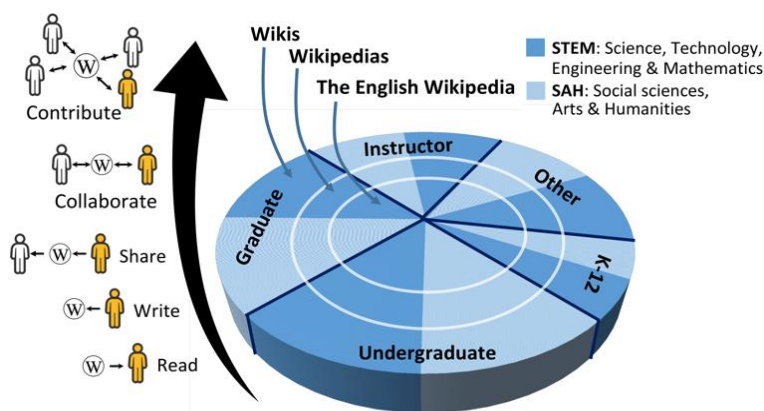 Wikis
Wikipedias
The English Wikipedia
STEM: Science, Technology,
Engineering & Mathematics
SAH: Social sciences,
Arts & Humanities
W
Contribute
W
Collaborate
W
Share
W
Write
W
Read
Instructor
Other
Graduate
K-12
Undergraduate